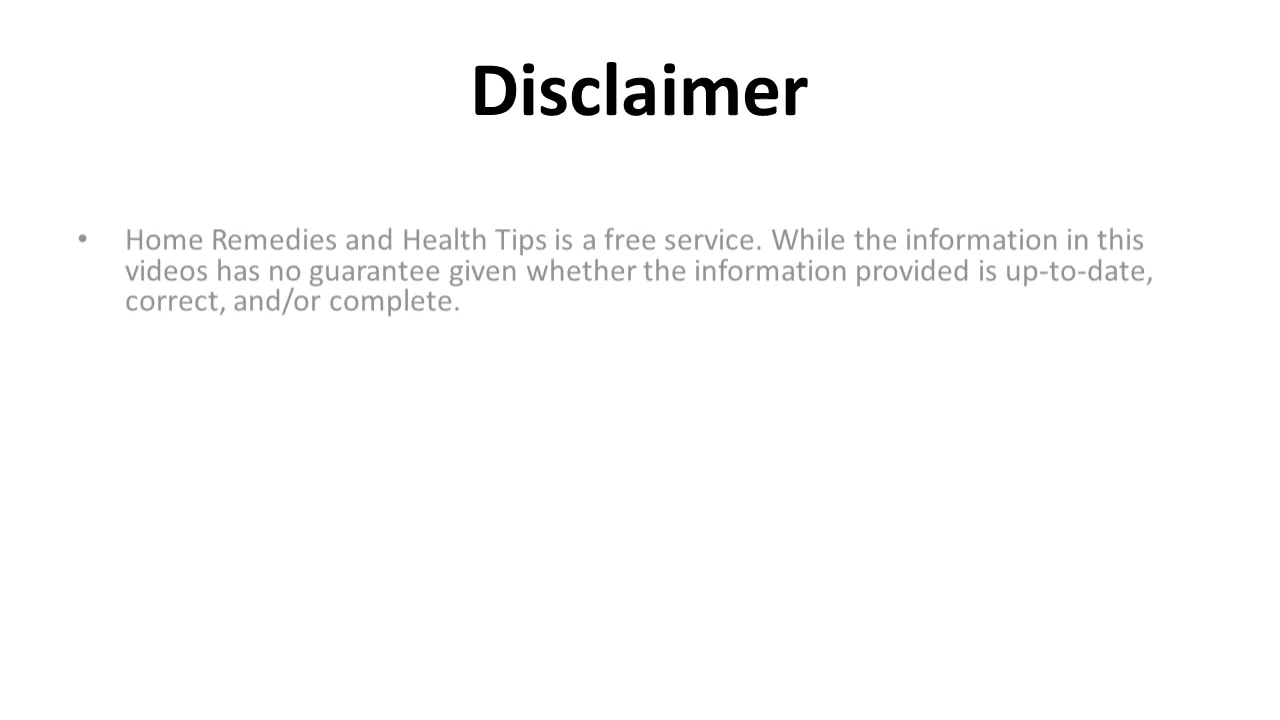 Disclaimer
• Home Remedies and Health Tips is a free service. While the information in this
videos has no guarantee given whether the information provided is up-to-date,
correct, and/or complete.